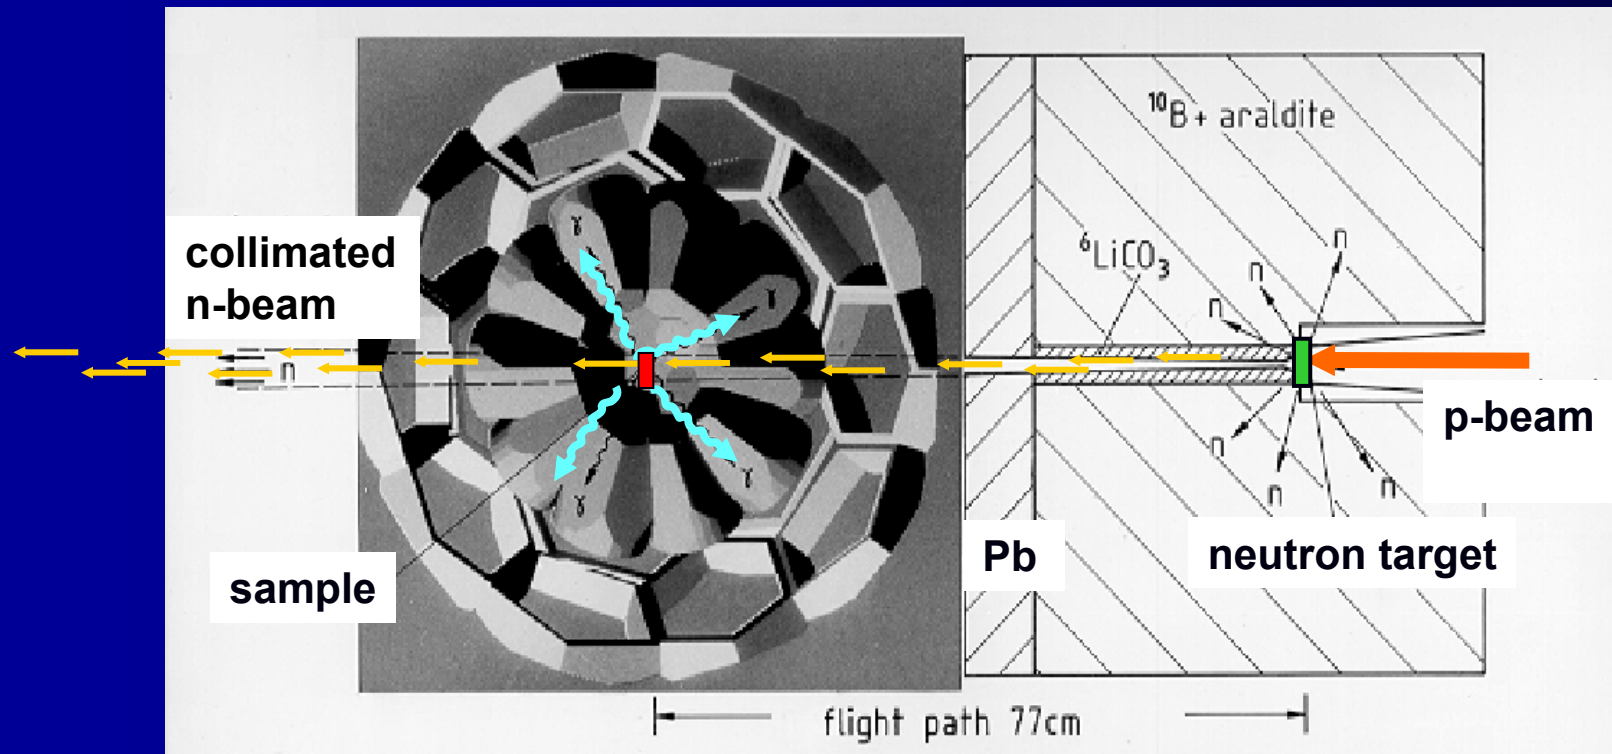 ¹⁰B + araldite
⁶LiCO₃
n
n
n
n
n
n
n
γ
γ
γ
γ
collimated
n-beam
p-beam
Pb
neutron target
sample
flight path 77cm